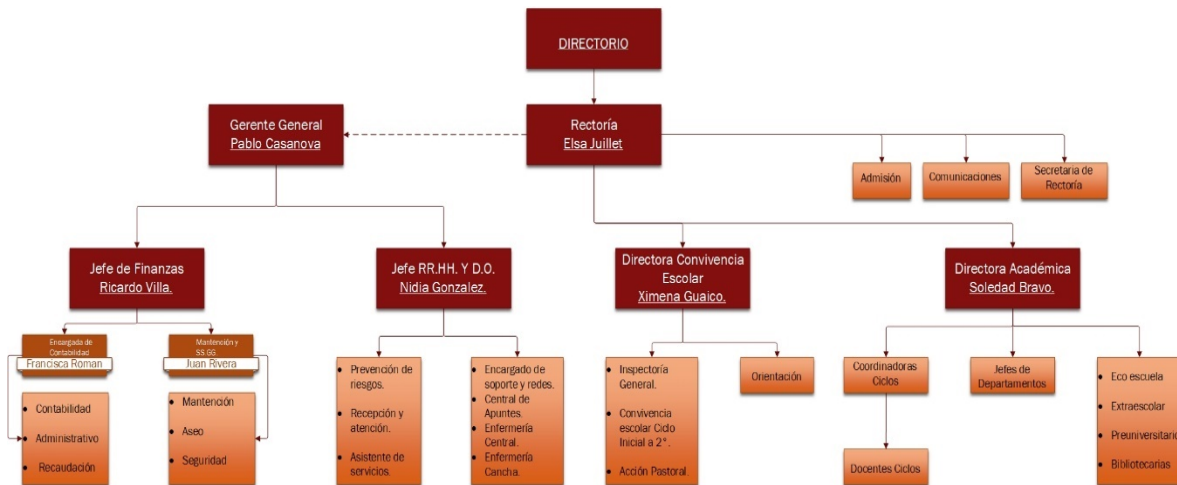 DIRECTORIO
Gerente General
Pablo Casanova
Rectoría
Elsa Juillet
Admisión
Comunicaciones
Secretaria de
Rectoría
Jefe de Finanzas
Ricardo Villa.
Jefe RR.HH. Y D.O.
Nidia Gonzalez.
Directora Convivencia
Escolar
Ximena Guaico.
Directora Académica
Soledad Bravo.
Encargada de
Contabilidad
Francisca Roman
Mantención y
SS.GG.
Juan Rivera
• Contabilidad
• Administrativo
• Recaudación
• Mantención
• Aseo
• Seguridad
• Prevención de
riesgos.
• Recepción y
atención.
• Asistente de
servicios.
• Encargado de
soporte y redes.
• Central de
Apuntes.
• Enfermería
Central.
• Enfermería
Cancha.
• Inspectoría
General.
• Convivencia
escolar Ciclo
Inicial a 2°.
• Acción Pastoral.
Orientación
Coordinadoras
Ciclos
Docentes Ciclos
Jefes de
Departamentos
• Eco escuela
• Extraescolar
• Preuniversitario
• Bibliotecarias